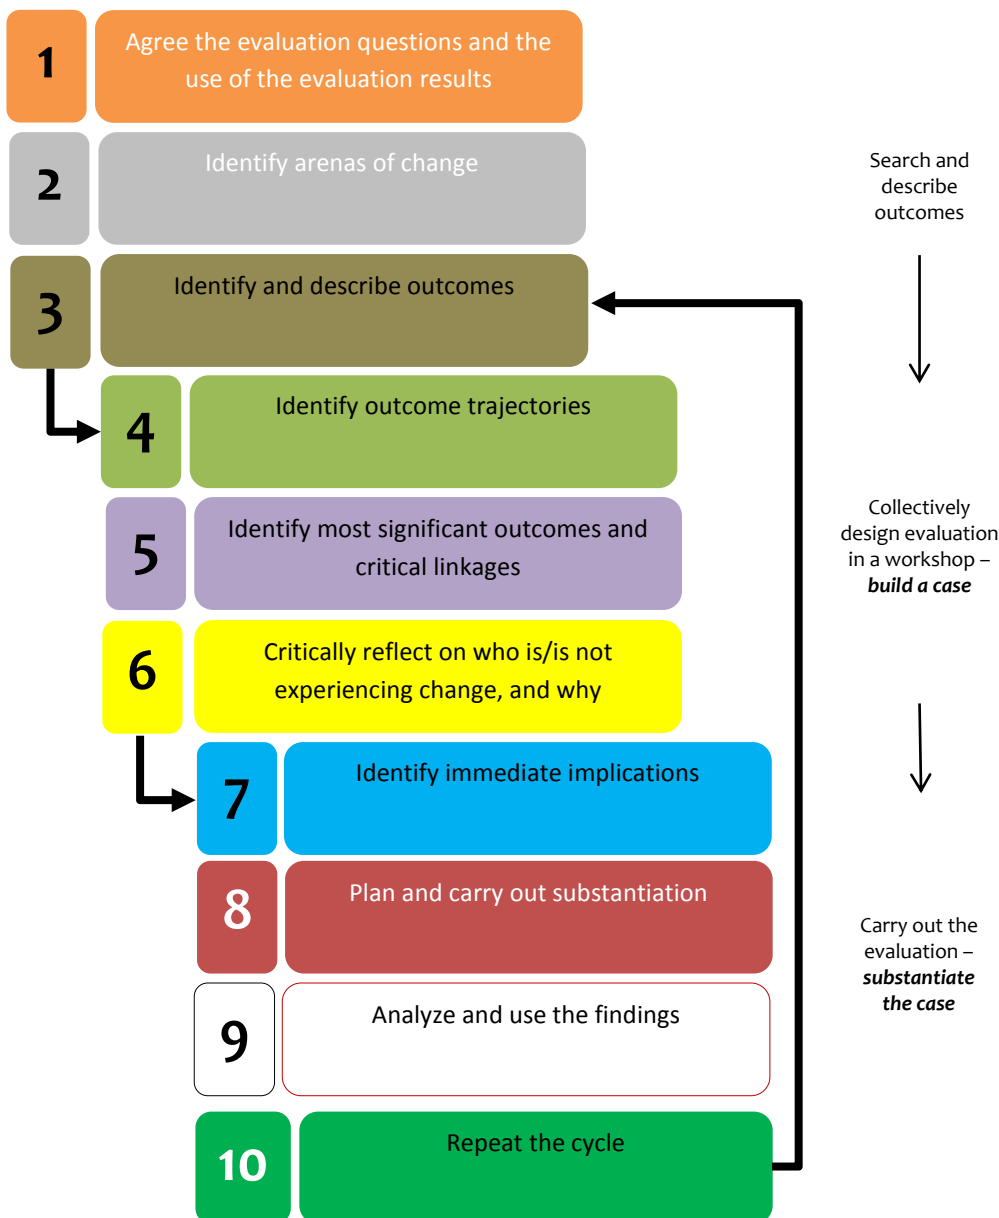 1
Agree the evaluation questions and the
use of the evaluation results
2
Identify arenas of change
3
Identify and describe outcomes
4
Identify outcome trajectories
5
Identify most significant outcomes and
critical linkages
6
Critically reflect on who is/is not
experiencing change, and why
7
Identify immediate implications
8
Plan and carry out substantiation
9
Analyze and use the findings
10
Repeat the cycle
Search and
describe
outcomes
Collectively
design evaluation
in a workshop –
build a case
Carry out the
evaluation –
substantiate
the case